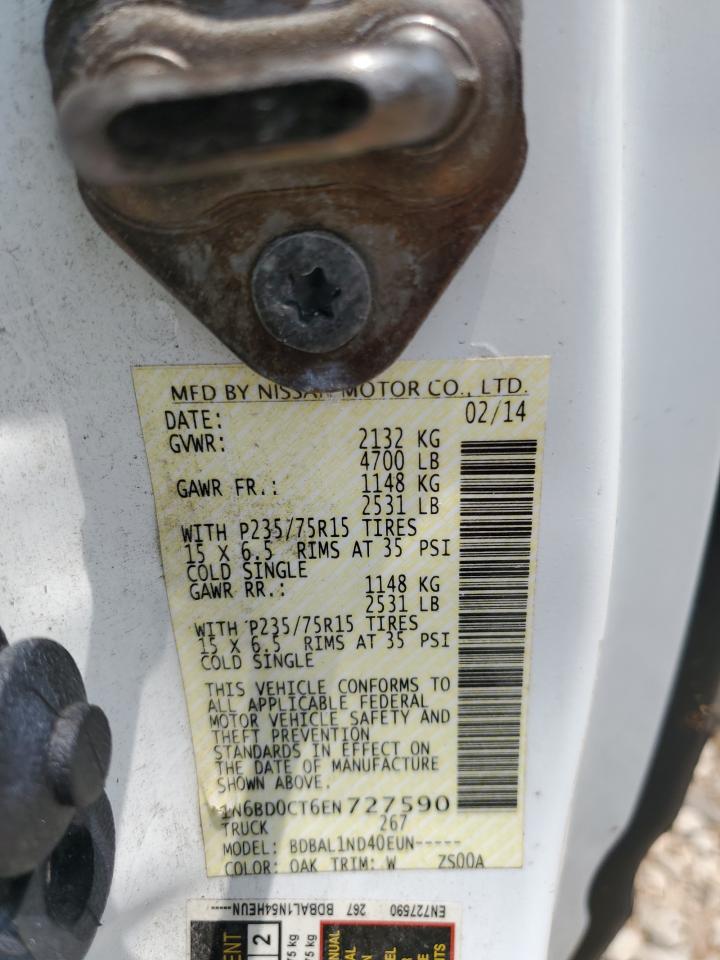 MFD BY NISSAN MOTOR CO., LTD.
DATE: 02/14
GVWR: 2132 KG
4700 LB
GAWR FR.: 1148 KG
2531 LB
WITH P235/75R15 TIRES
15 X 6.5 RIMS AT 35 PSI
COLD SINGLE
GAWR RR.: 1148 KG
2531 LB
WITH P235/75R15 TIRES
15 X 6.5 RIMS AT 35 PSI
COLD SINGLE
THIS VEHICLE CONFORMS TO
ALL APPLICABLE FEDERAL
MOTOR VEHICLE SAFETY AND
THEFT PREVENTION
STANDARDS IN EFFECT ON
THE DATE OF MANUFACTURE
SHOWN ABOVE.
1N6BD0CT6EN727590
TRUCK 267
MODEL: BDBAL1ND40EUN-----
COLOR: QAK TRIM: W ZS00A
EN727590 267 BDBAL1N54HEUN-----